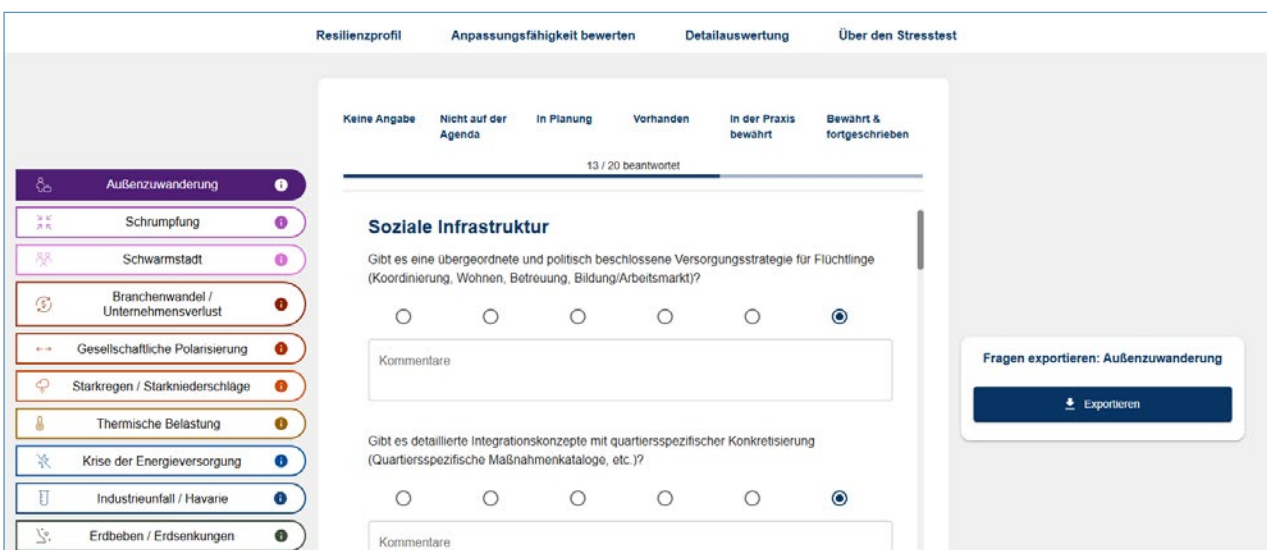 Resilienzprofil Anpassungsfähigkeit bewerten Detailauswertung Über den Stresstest
Keine Angabe Nicht auf der Agenda In Planung Vorhanden In der Praxis bewährt Bewährt & fortgeschrieben
13 / 20 beantwortet
Außenzuwanderung
Schrumpfung
Schwarmstadt
Branchenwandel /
Unternehmensverlust
Gesellschaftliche Polarisierung
Starkregen / Starkniederschläge
Thermische Belastung
Krise der Energieversorgung
Industrieunfall / Havarie
Erdbeben / Erdsenkungen
Soziale Infrastruktur
Gibt es eine übergeordnete und politisch beschlossene Versorgungsstrategie für Flüchtlinge
(Koordinierung, Wohnen, Betreuung, Bildung/Arbeitsmarkt)?
Kommentare
Gibt es detaillierte Integrationskonzepte mit quartiersspezifischer Konkretisierung
(Quartiersspezifische Maßnahmenkataloge, etc.)?
Kommentare
Fragen exportieren: Außenzuwanderung
Exportieren